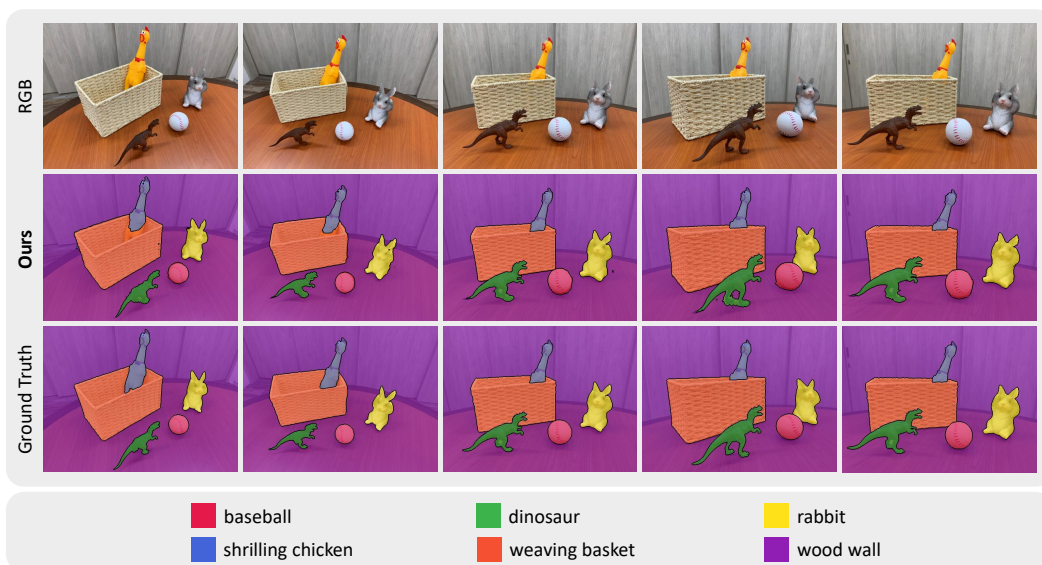 RGB
Ours
Ground Truth
baseball
dinosaur
rabbit
shrilling chicken
weaving basket
wood wall